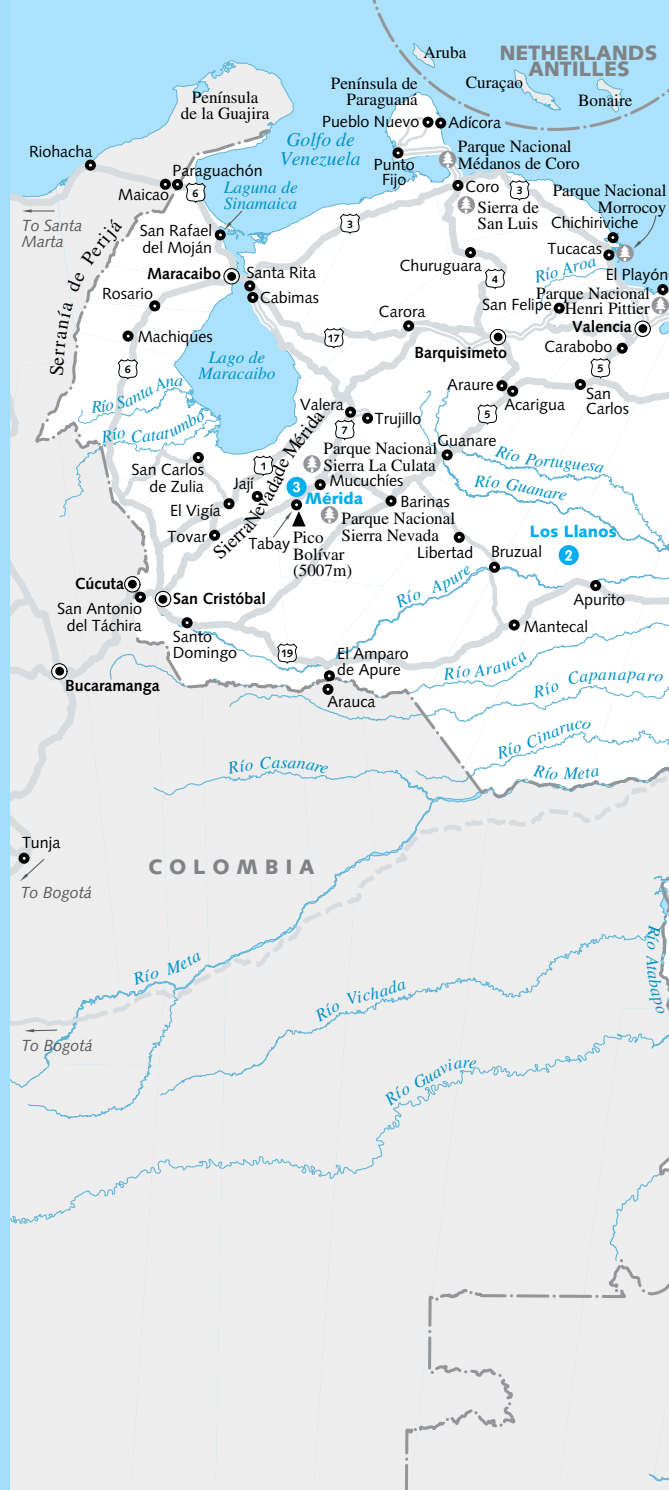 Aruba
NETHERLANDS
ANTILLES
Curaçao
Bonaire
Península
de la Guajira
Península de
Paraguaná
Pueblo Nuevo
Adícora
Golfo de
Venezuela
Punto
Fijo
Parque Nacional
Médanos de Coro
Riohacha
Paraguachón
Maicao
6
Laguna de
Sinamaica
Coro
3
Parque Nacional
Morrocoy
Sierra de
San Luis
To Santa
Marta
San Rafael
del Moján
3
Chichiriviche
Tucacas
Serranía de Perijá
Maracaibo
Santa Rita
Cabimas
Churuguara
4
Río Aroa
El Playón
Rosario
San Felipe
Parque Nacional
Henri Pittier
Carora
Valencia
Machiques
17
Barquisimeto
Carabobo
6
Lago de
Maracaibo
5
Río Santa Ana
Araure
Acarigua
San
Carlos
Valera
Trujillo
5
Río Catatumbo
7
Guanare
Parque Nacional
Sierra La Culata
Río Portuguesa
San Carlos
de Zulia
1
Sierra Nevada de Mérida
Mucuchíes
Río Guanare
Jají
3
Mérida
El Vigía
Barinas
Parque Nacional
Sierra Nevada
Los Llanos
2
Tovar
Tabay
Pico
Bolívar
(5007m)
Libertad
Bruzual
Cúcuta
San Antonio
del Táchira
San Cristóbal
Río Apure
Apurito
Santo
Domingo
Mantecal
19
El Amparo
de Apure
Río Arauca
Bucaramanga
Arauca
Río Capanaparo
Río Cinaruco
Río Casanare
Río Meta
Tunja
COLOMBIA
To Bogotá
Río Meta
Río Atabapo
Río Vichada
To Bogotá
Río Guaviare